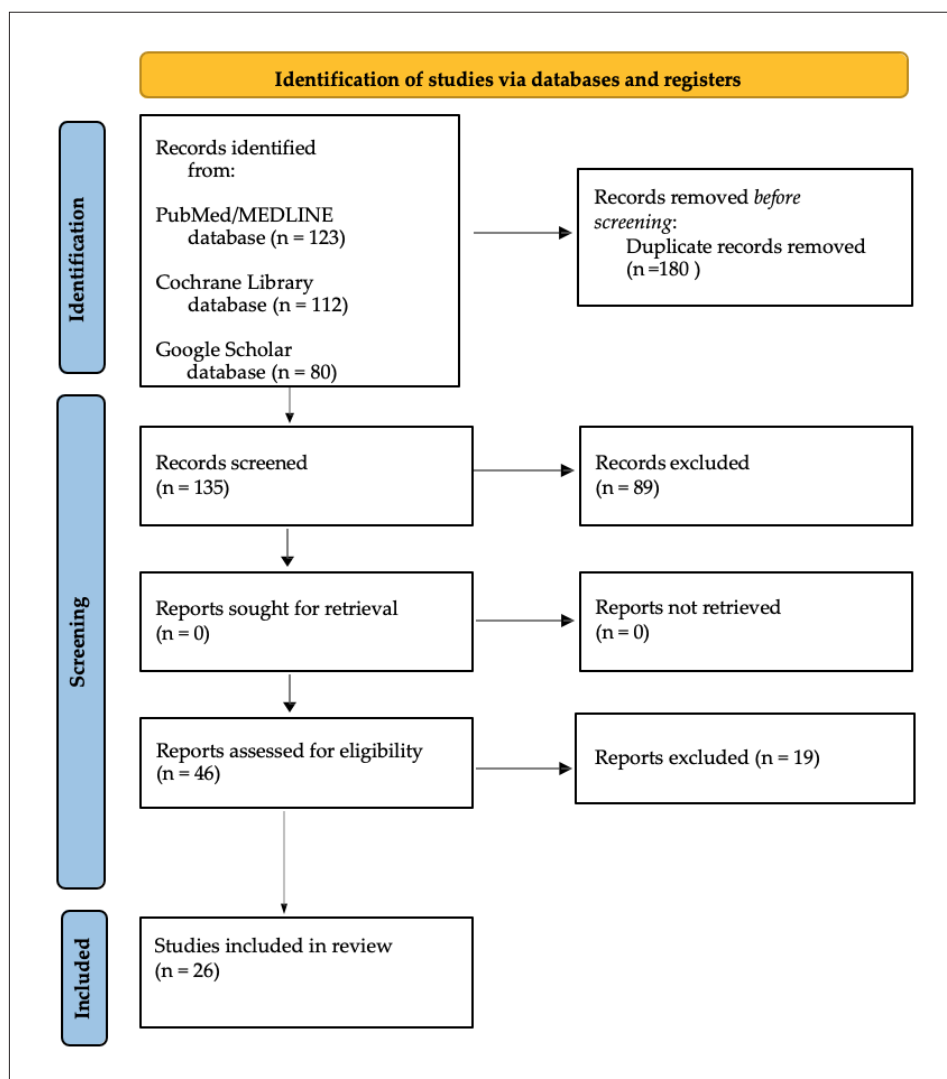 Identification of studies via databases and registers
Identification
Records identified
from:
PubMed/MEDLINE
database (n = 123)
Cochrane Library
database (n = 112)
Google Scholar
database (n = 80)
Records removed before
screening:
Duplicate records removed
(n =180 )
Screening
Records screened
(n = 135)
Records excluded
(n = 89)
Reports sought for retrieval
(n = 0)
Reports not retrieved
(n = 0)
Reports assessed for eligibility
(n = 46)
Reports excluded (n = 19)
Included
Studies included in review
(n = 26)